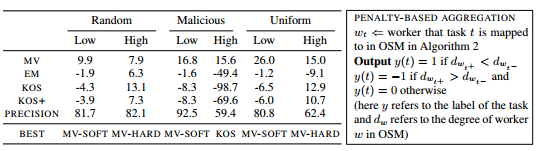 Random Malicious Uniform
Low High Low High Low High
MV 9.9 7.9 16.8 15.6 26.0 15.0
EM -1.9 6.3 -1.6 -49.4 -1.2 -9.1
KOS -4.3 13.1 -8.3 -98.7 -6.5 12.9
KOS+ -3.9 7.3 -8.3 -69.6 -6.0 10.7
PRECISION 81.7 82.1 92.5 59.4 80.8 62.4
BEST MV-SOFT MV-HARD MV-SOFT KOS MV-SOFT MV-HARD
PENALTY-BASED AGGREGATION
w_t ⇐ worker that task t is mapped
to in OSM in Algorithm 2
Output y(t) = 1 if d_{w_{t+}} < d_{w_{t−}}
y(t) = −1 if d_{w_{t+}} > d_{w_{t−}} and
y(t) = 0 otherwise
(here y refers to the label of the task
and d_w refers to the degree of worker
w in OSM)